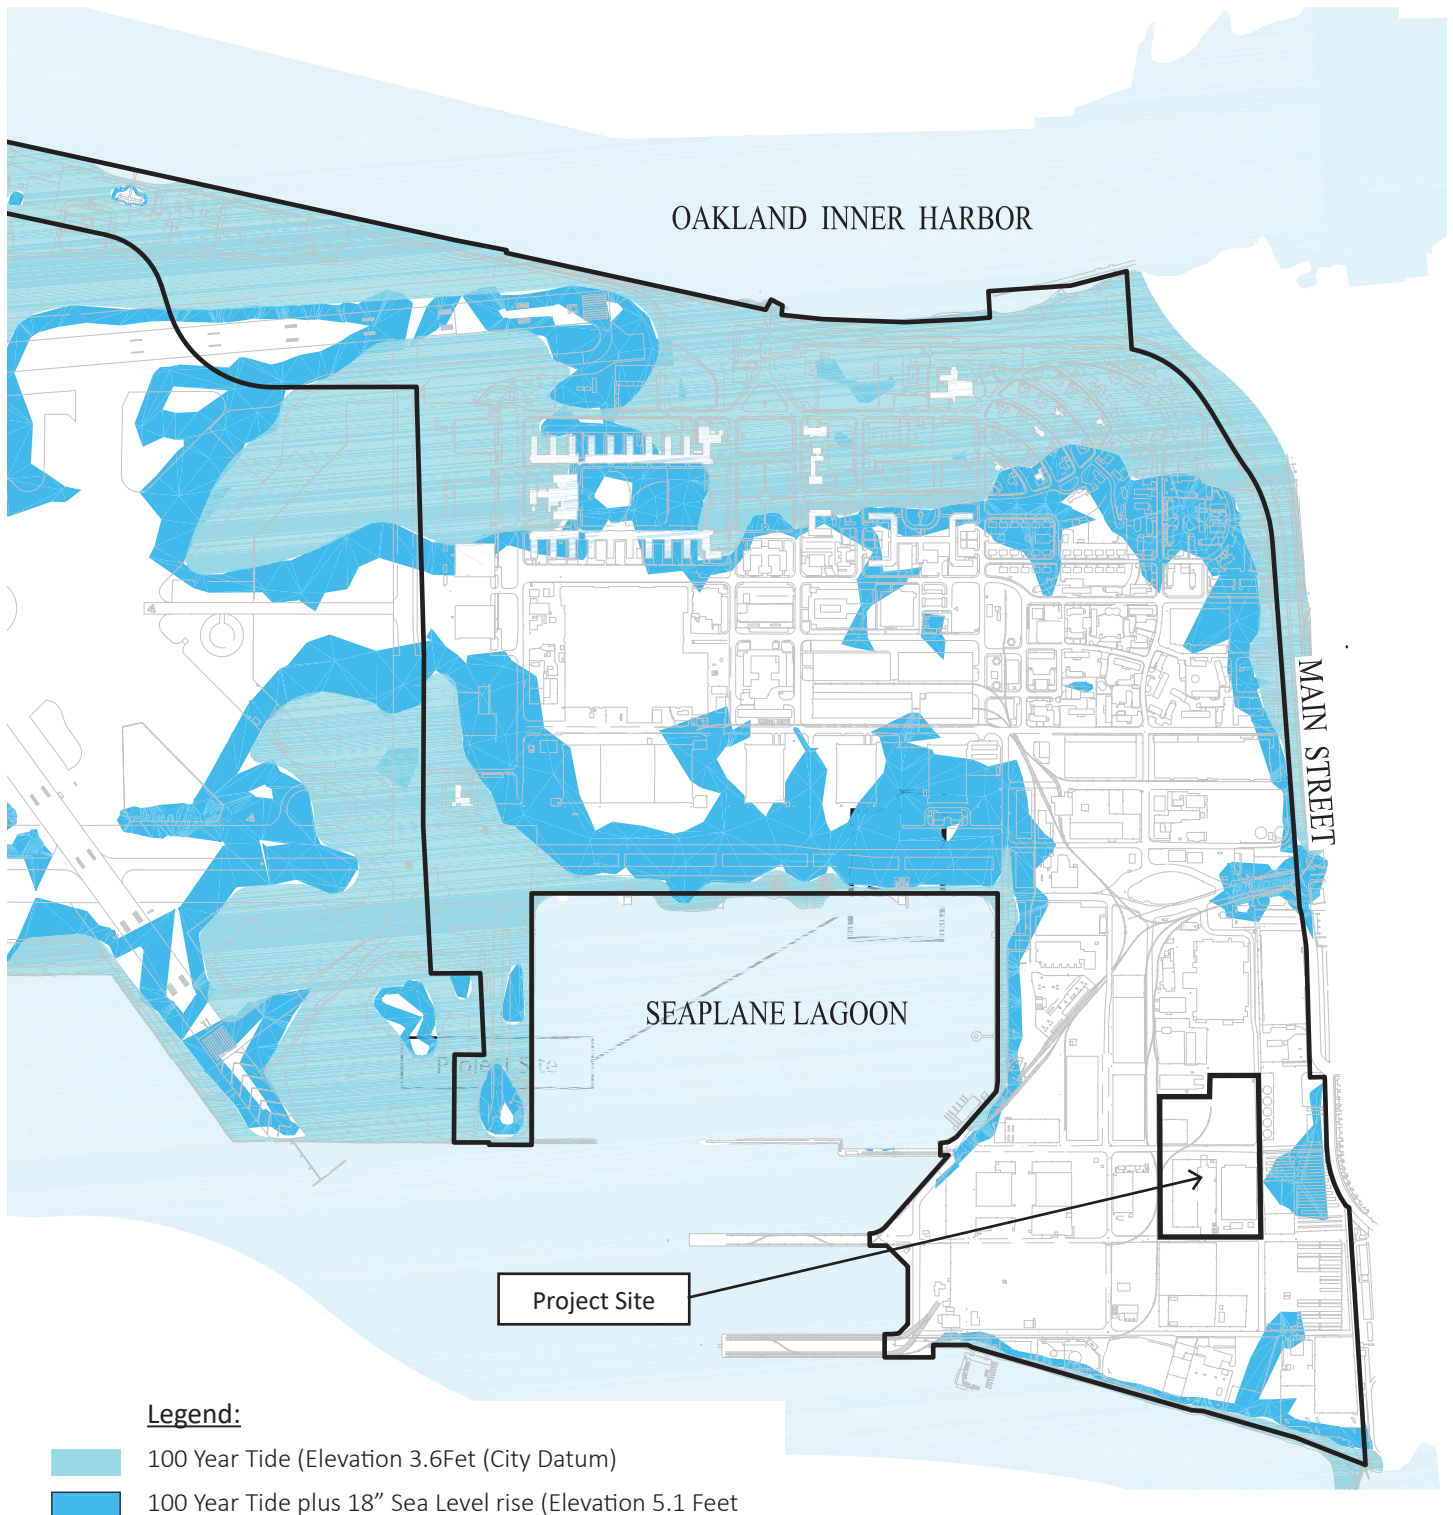 OAKLAND INNER HARBOR
MAIN STREET
SEAPLANE LAGOON
Project Site
Legend:
100 Year Tide (Elevation 3.6Fet (City Datum)
100 Year Tide plus 18” Sea Level rise (Elevation 5.1 Feet